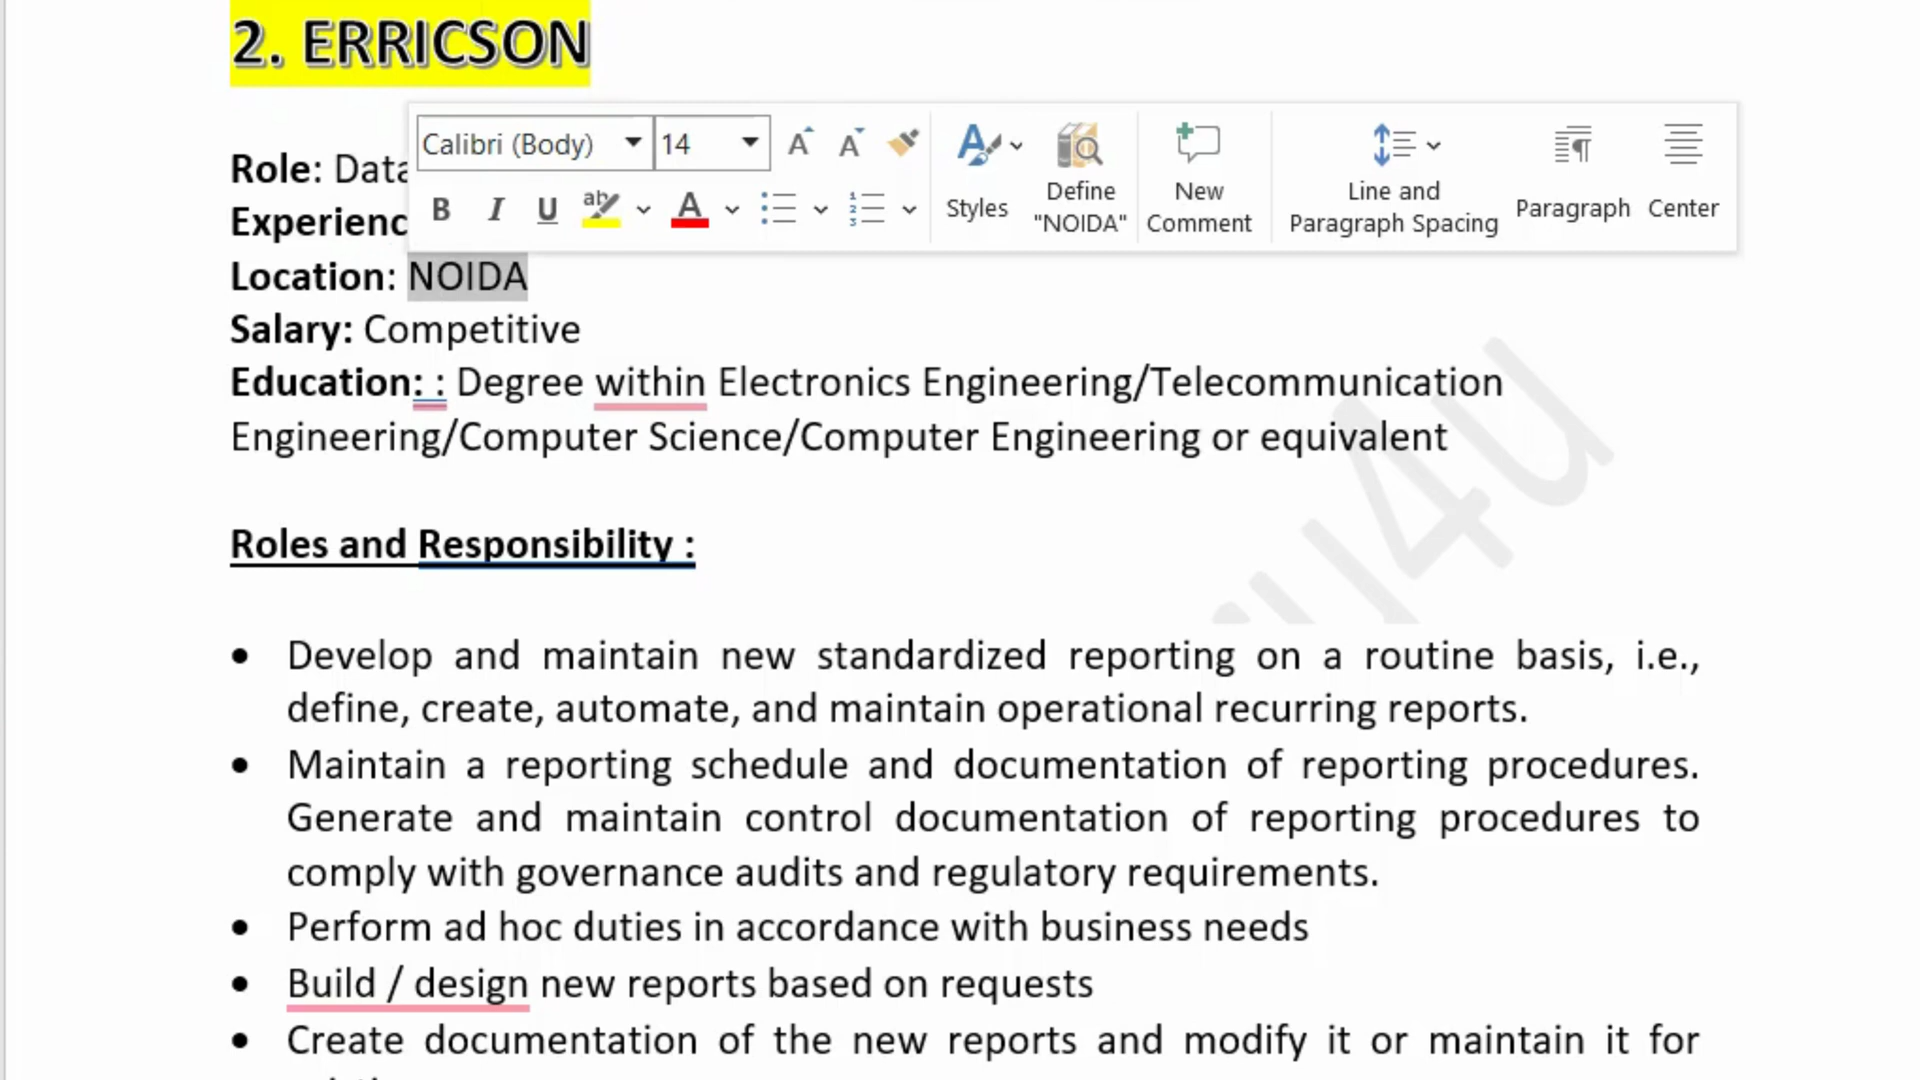 2. ERRICSON
Calibri (Body) 14
Role: Data
B I U ab A Styles Define "NOIDA" New Comment Line and Paragraph Spacing Paragraph Center
Location: NOIDA
Salary: Competitive
Education: : Degree within Electronics Engineering/Telecommunication
Engineering/Computer Science/Computer Engineering or equivalent
Roles and Responsibility :
Develop and maintain new standardized reporting on a routine basis, i.e.,
define, create, automate, and maintain operational recurring reports.
Maintain a reporting schedule and documentation of reporting procedures.
Generate and maintain control documentation of reporting procedures to
comply with governance audits and regulatory requirements.
Perform ad hoc duties in accordance with business needs
Build / design new reports based on requests
Create documentation of the new reports and modify it or maintain it for